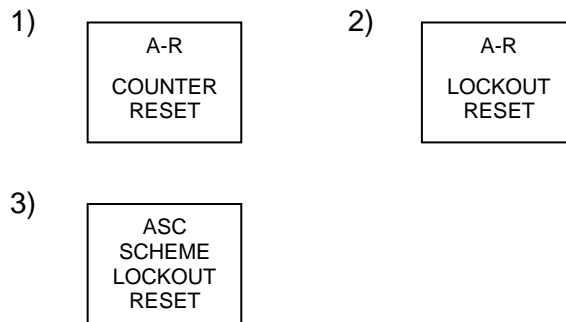 1)
A-R
COUNTER
RESET
2)
A-R
LOCKOUT
RESET
3)
ASC
SCHEME
LOCKOUT
RESET